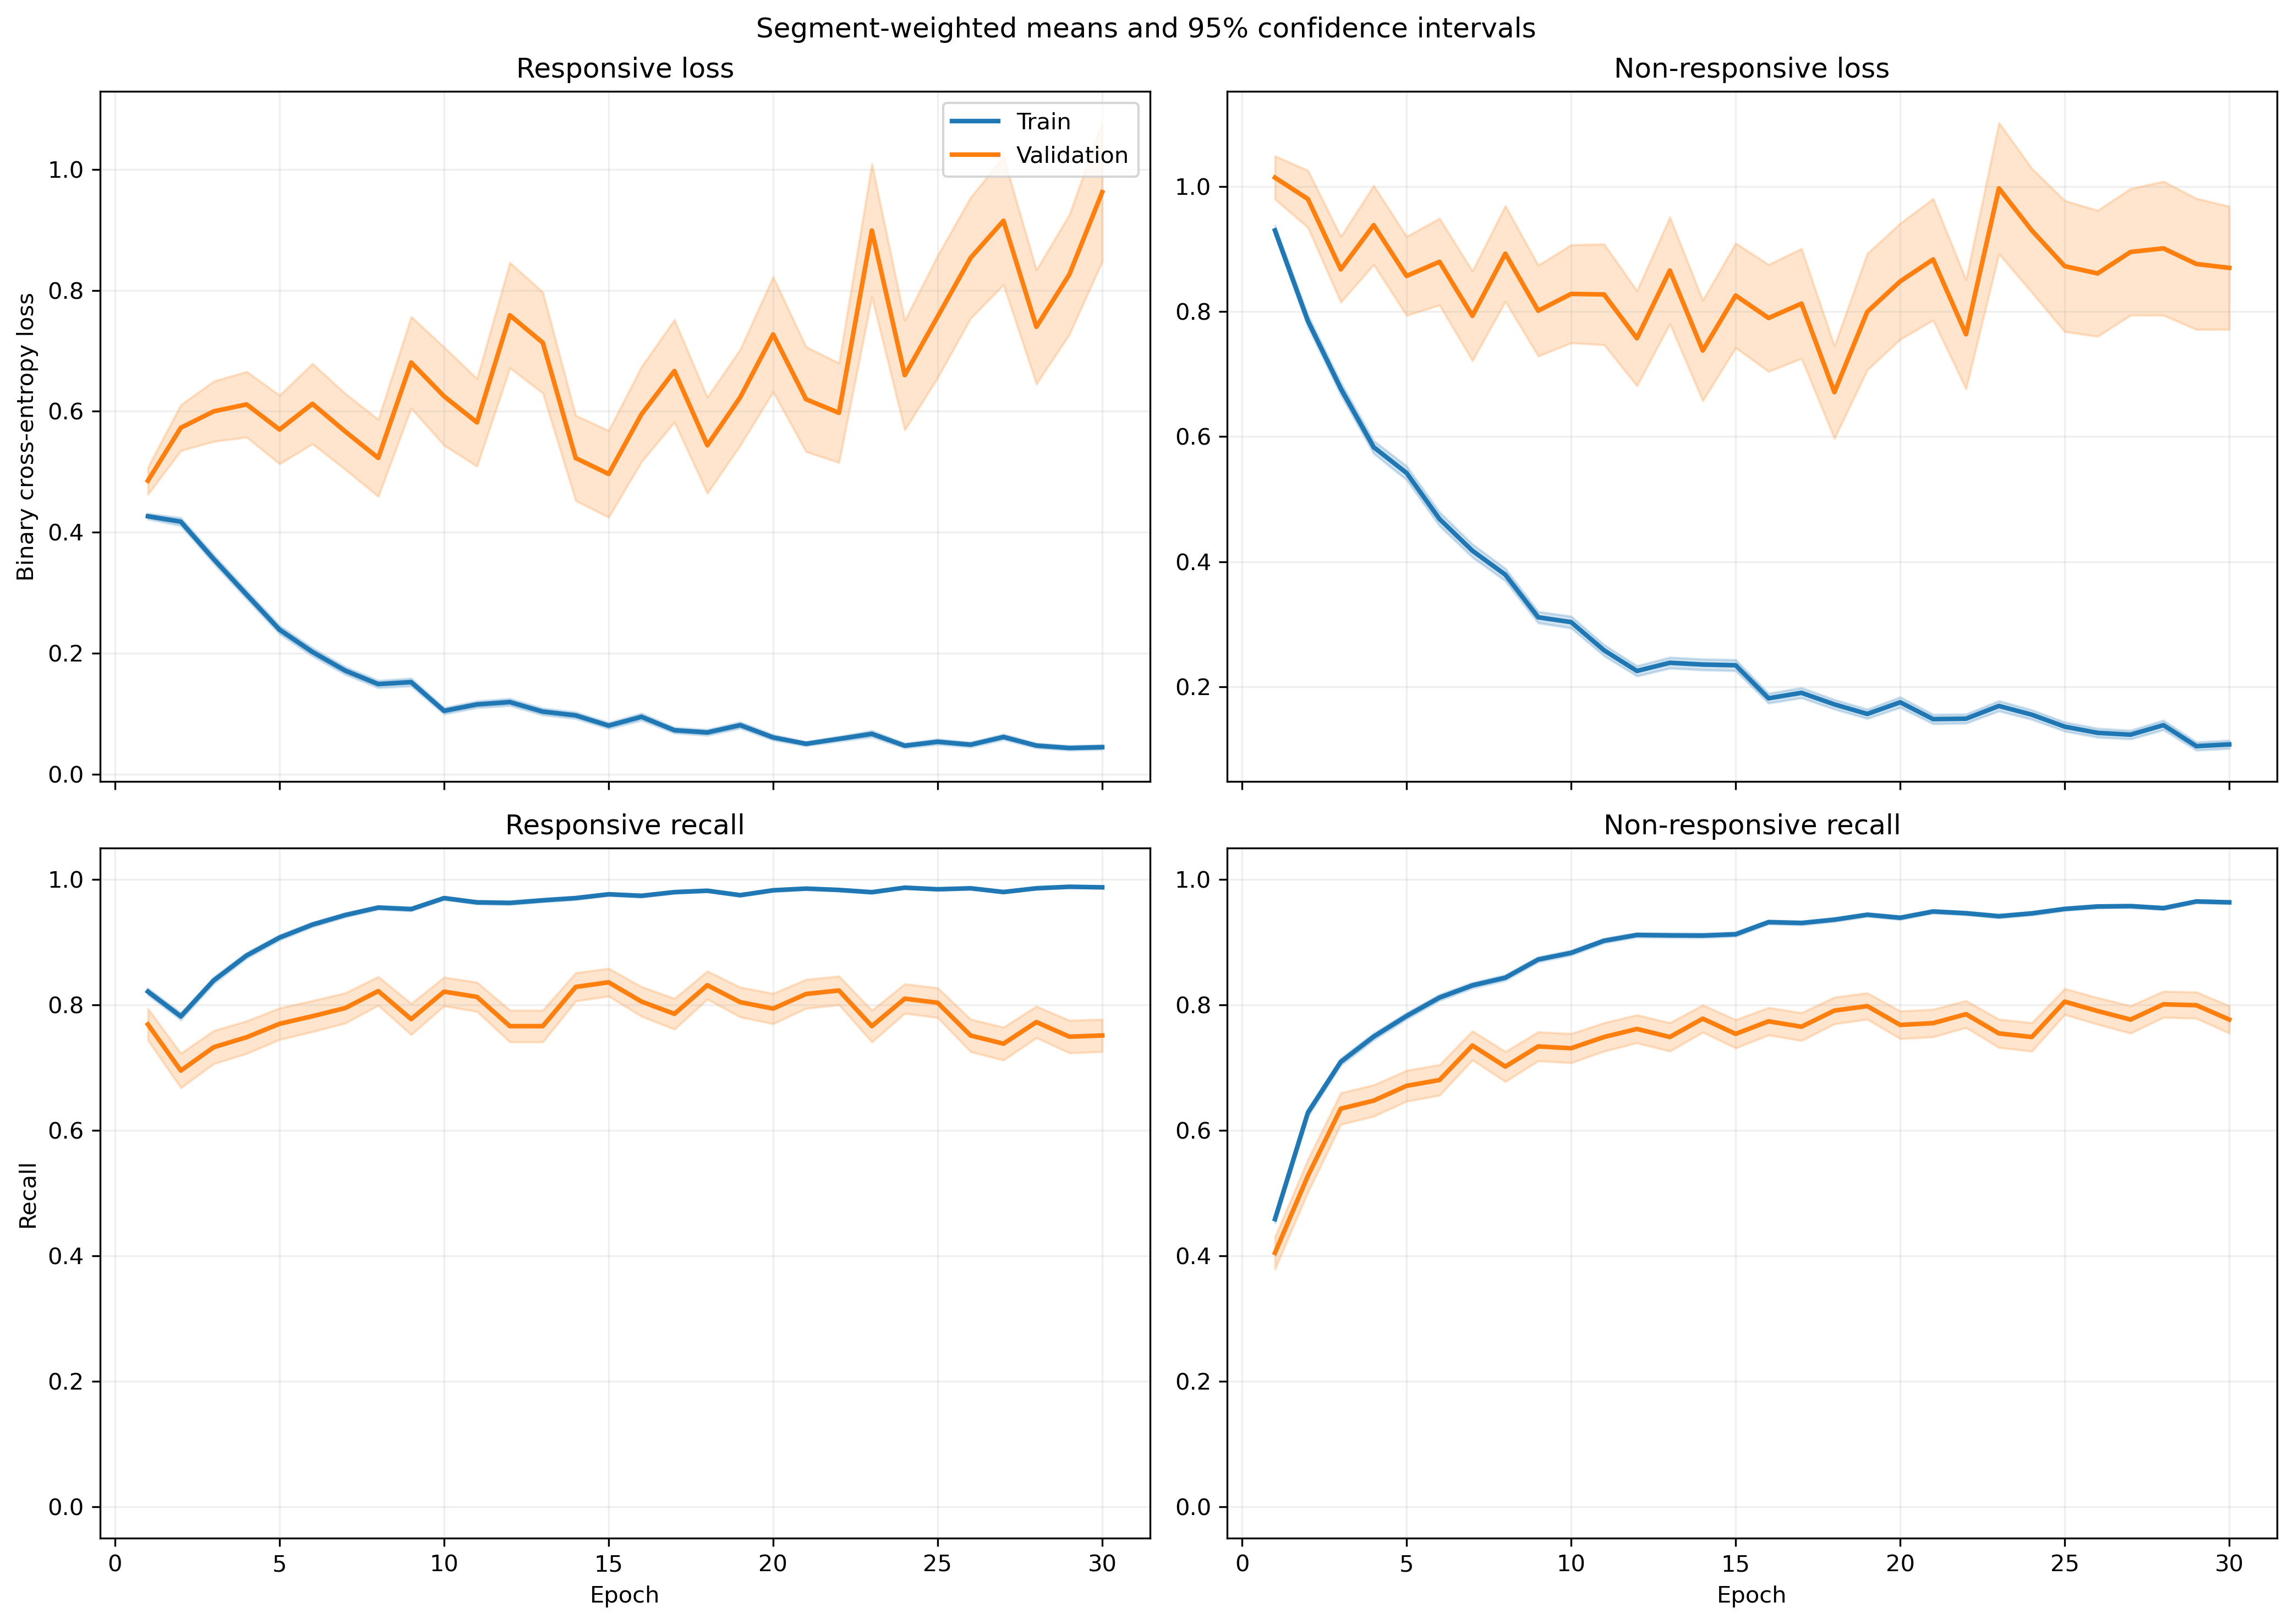 Segment-weighted means and 95% confidence intervals
Responsive loss
Non-responsive loss
Train
Validation
Binary cross-entropy loss
1.0
0.8
0.6
0.4
0.2
0.0
1.0
0.8
0.6
0.4
0.2
Responsive recall
Non-responsive recall
Recall
1.0
0.8
0.6
0.4
0.2
0.0
1.0
0.8
0.6
0.4
0.2
0.0
0 5 10 15 20 25 30
0 5 10 15 20 25 30
Epoch
Epoch